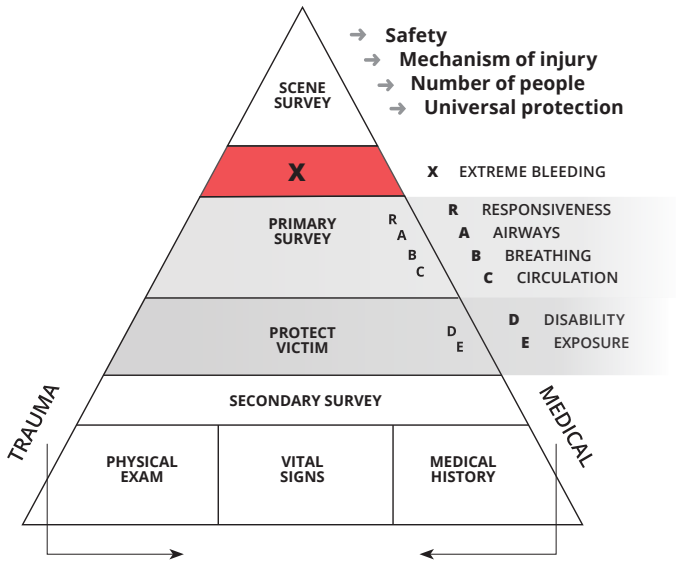 Safety
Mechanism of injury
Number of people
Universal protection
SCENE
SURVEY
X
X EXTREME BLEEDING
PRIMARY
SURVEY
R
A
B
C
R RESPONSIVENESS
A AIRWAYS
B BREATHING
C CIRCULATION
PROTECT
VICTIM
D
E
D DISABILITY
E EXPOSURE
SECONDARY SURVEY
TRAUMA
MEDICAL
PHYSICAL
EXAM
VITAL
SIGNS
MEDICAL
HISTORY